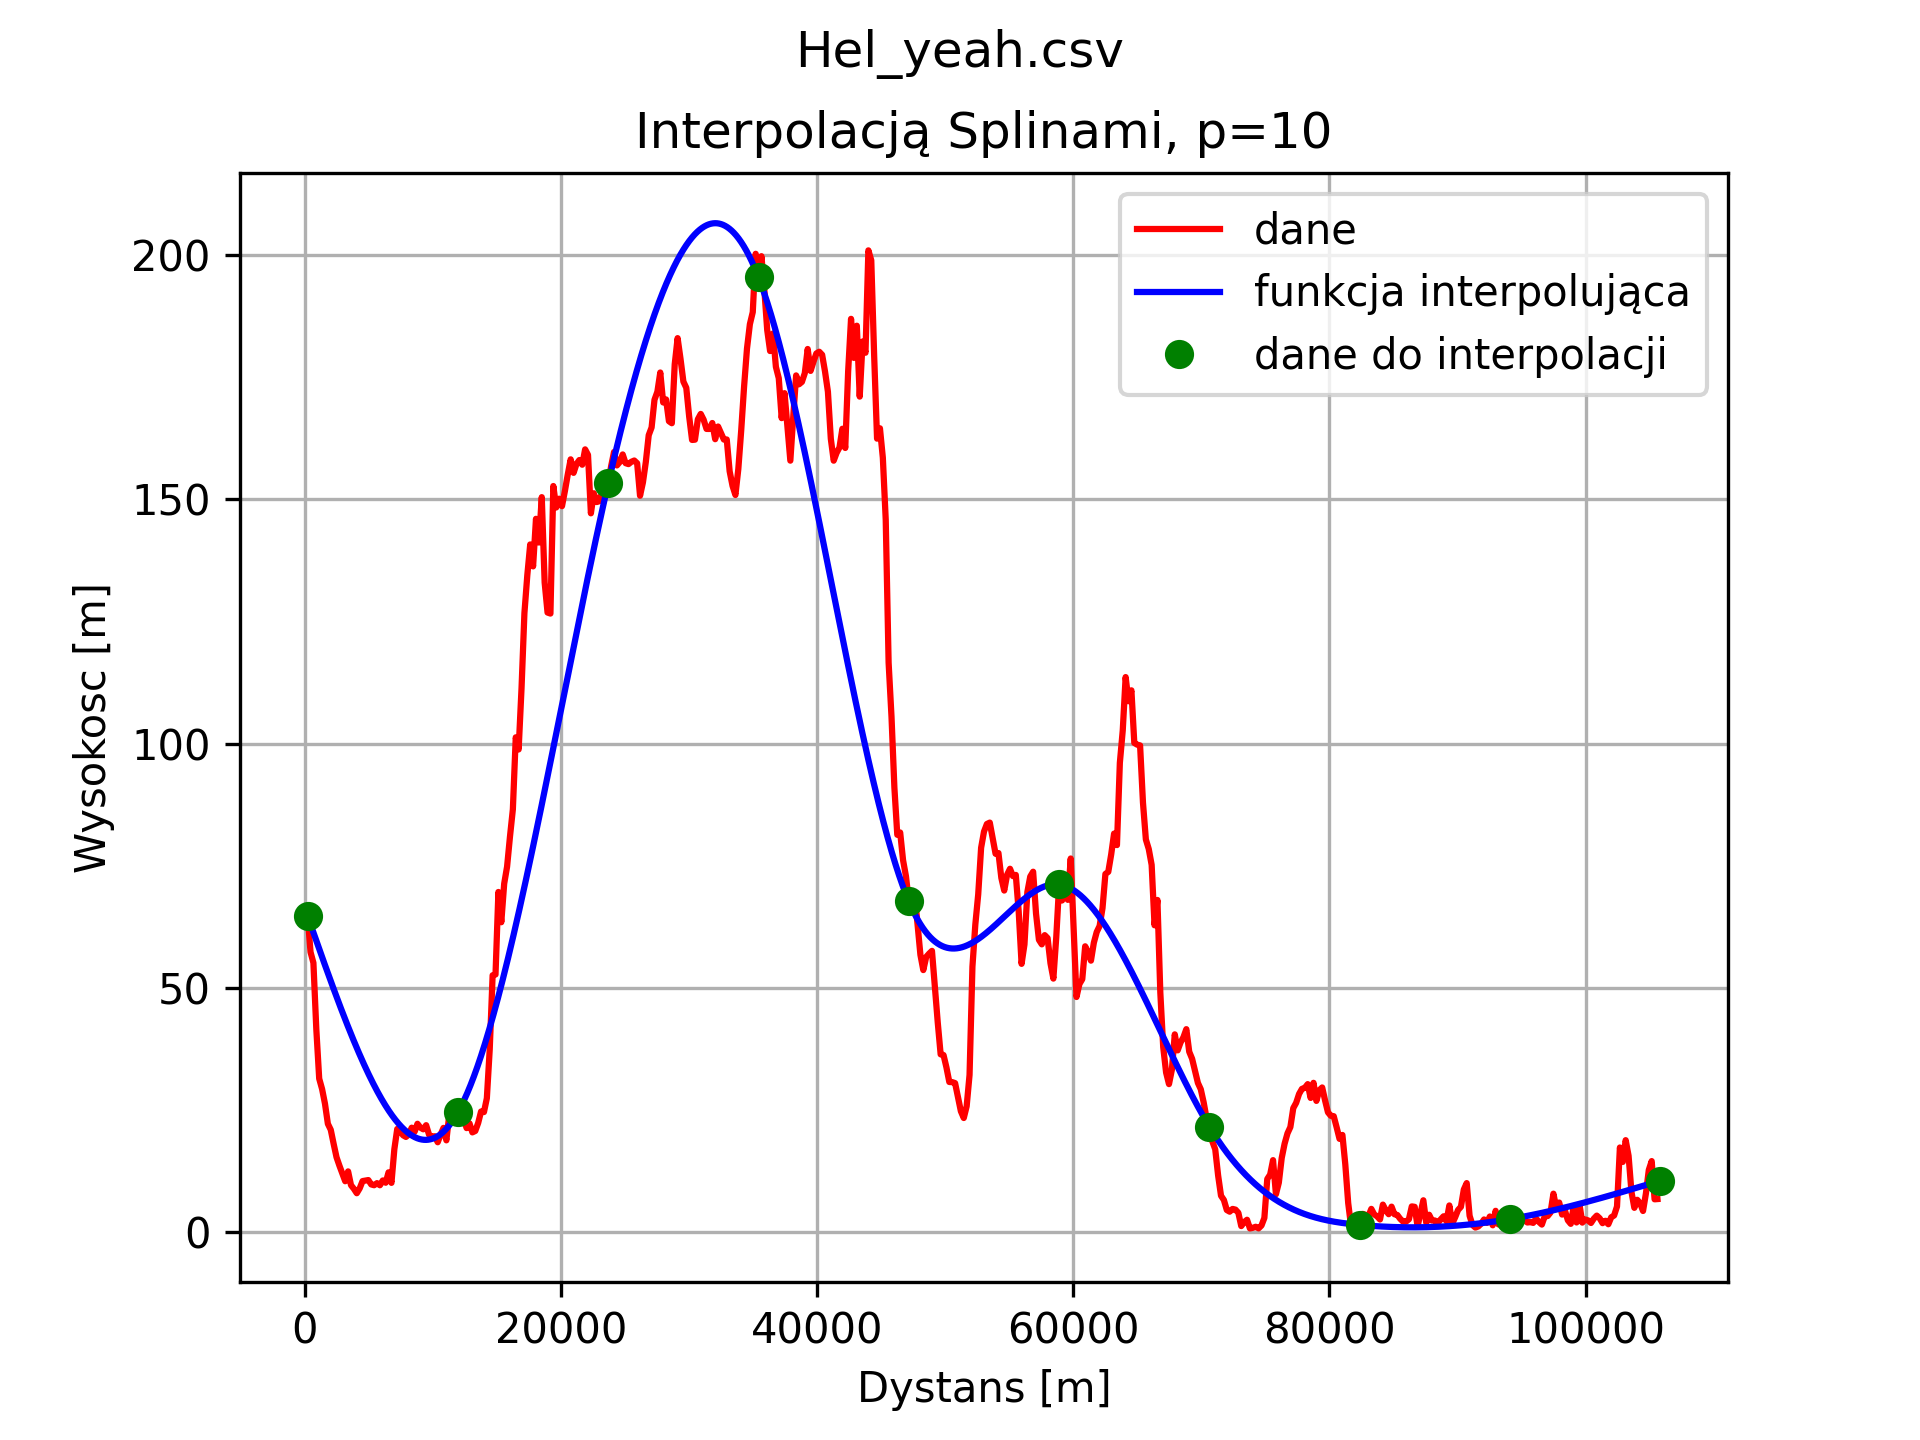 Hel_yeah.csv
Interpolacją Splinami, p=10
dane
funkcja interpolująca
dane do interpolacji
200
150
100
50
0
Wysokosc [m]
0 20000 40000 60000 80000 100000
Dystans [m]